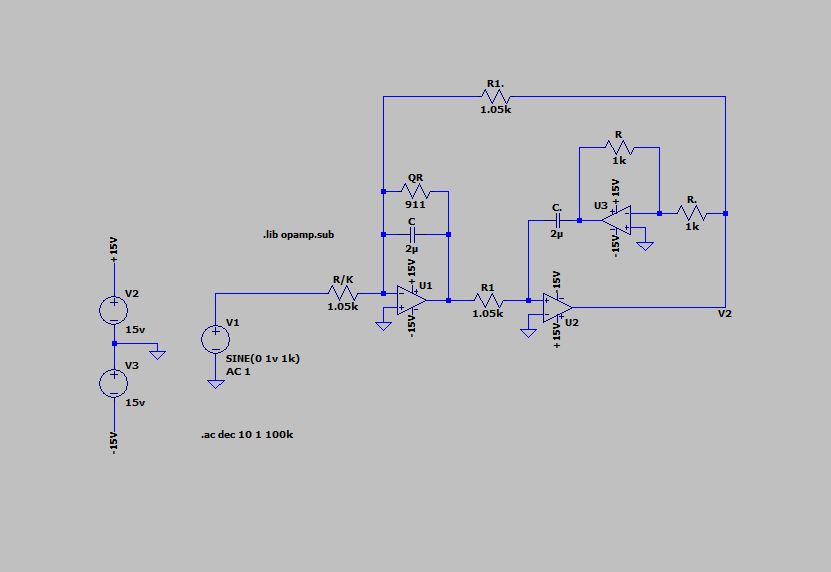 R1.
1.05k
R
1k
QR
911
C
2µ
+15V
U3
-15V
R.
1k
C.
2µ
.lib opamp.sub
+15V
V2
15v
V3
15v
-15V
R/K
1.05k
+15V
U1
-15V
R1
1.05k
-15V
U2
+15V
V2
V1
SINE(0 1v 1k)
AC 1
.ac dec 10 1 100k